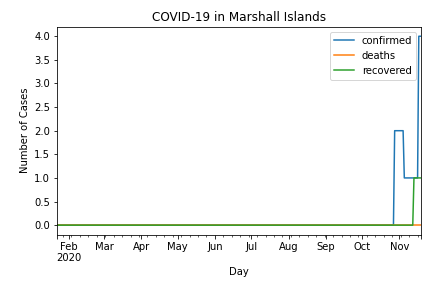 COVID-19 in Marshall Islands
confirmed
deaths
recovered
Number of Cases
4.0
3.5
3.0
2.5
2.0
1.5
1.0
0.5
0.0
Feb Mar Apr May Jun Jul Aug Sep Oct Nov
2020
Day